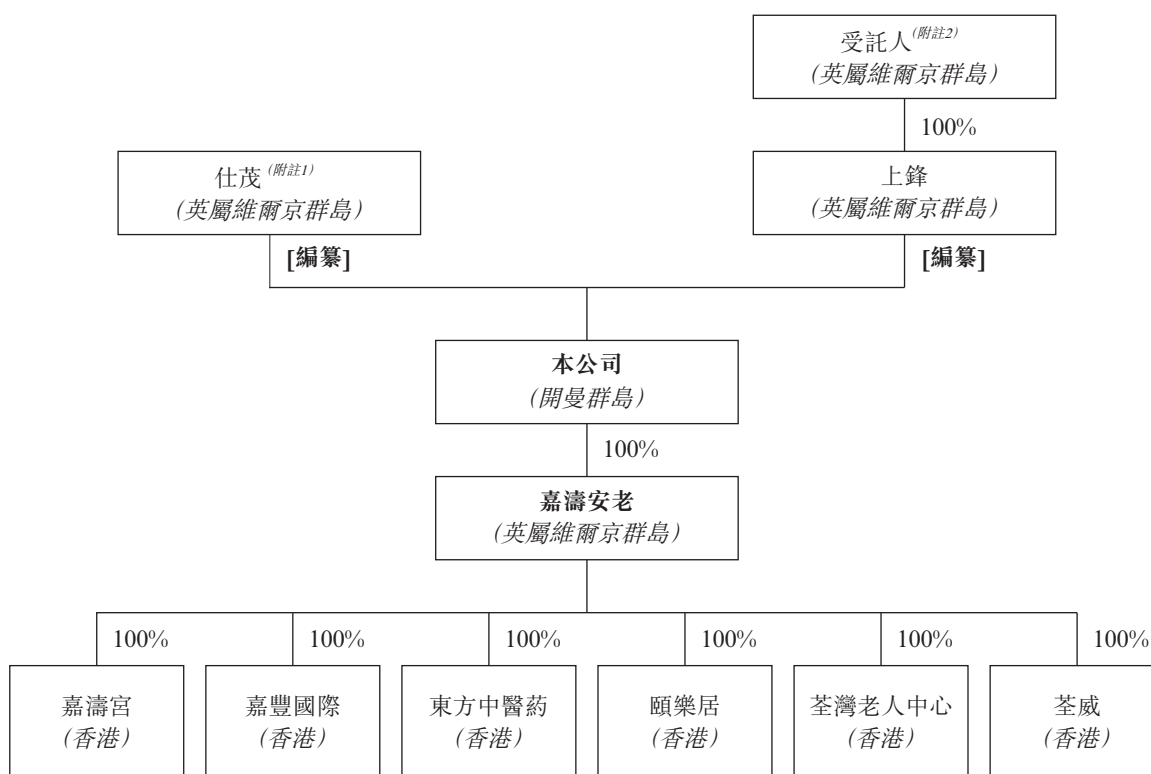 受託人(附註2)
(英屬維爾京群島)
100%
仕茂(附註1)
(英屬維爾京群島)
上鋒
(英屬維爾京群島)
[編纂]
[編纂]
本公司
(開曼群島)
100%
嘉濤安老
(英屬維爾京群島)
100%
100%
100%
100%
100%
100%
嘉濤宮
(香港)
嘉豐國際
(香港)
東方中醫葯
(香港)
頤樂居
(香港)
荃灣老人中心
(香港)
荃威
(香港)